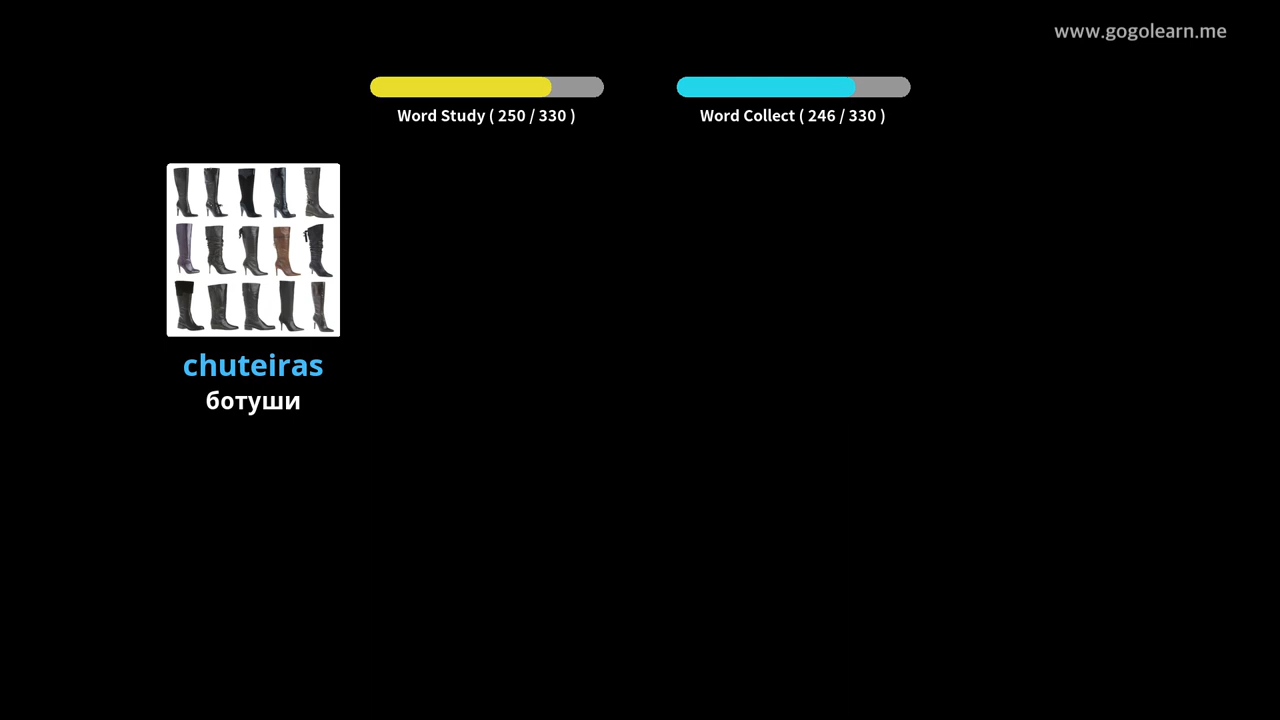 www.gogolearn.me
Word Study ( 250 / 330 )
Word Collect ( 246 / 330 )
chuteiras
ботуши